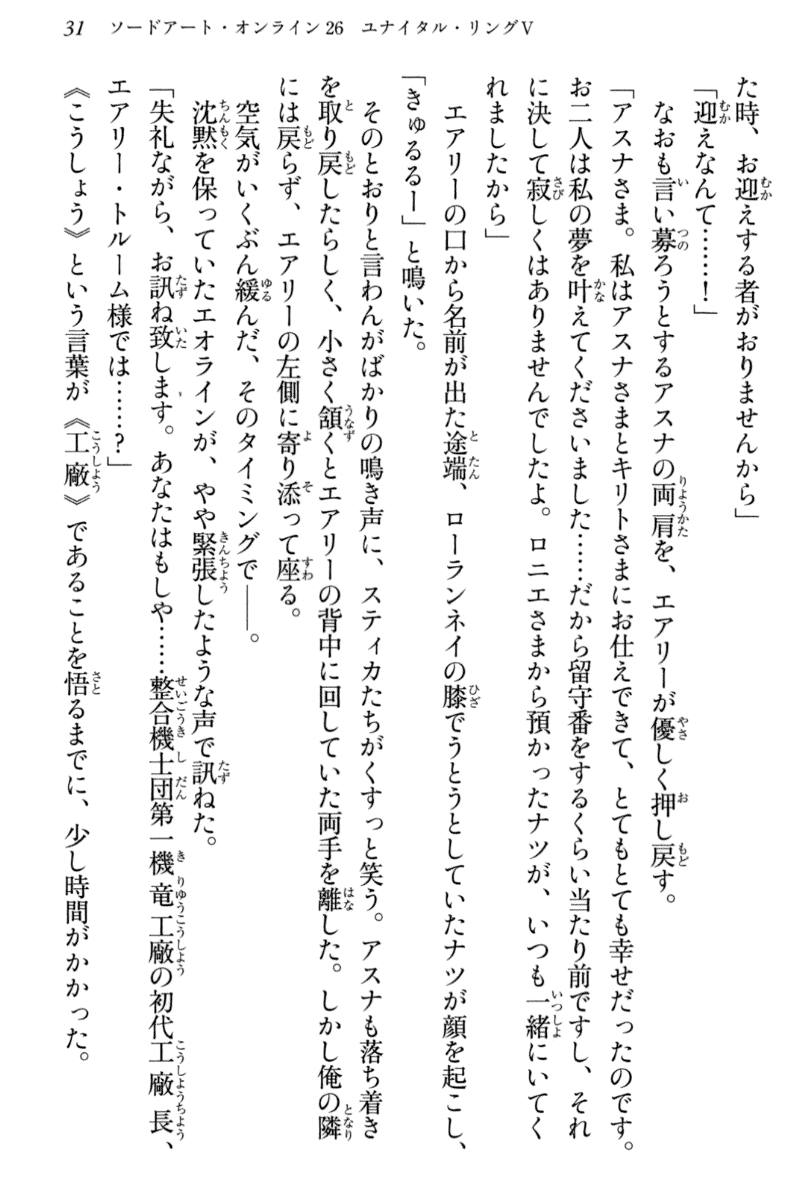 31　ソードアート・オンライン26　ユナイタル・リングⅤ
た時、お迎えする者がおりませんから」
「迎えなんて……！」
　なおも言い募ろうとするアスナの両肩を、エアリーが優しく押し戻す。
「アスナさま。私はアスナさまとキリトさまにお仕えできて、とてもとても幸せだったのです。
お二人は私の夢を叶えてくださいました……だから留守番をするくらい当たり前ですし、それ
に決して寂しくはありませんでしたよ。ロニエさまから預かったナツが、いつも一緒にいてく
れましたから」
　エアリーの口から名前が出た途端、ローランネイの膝でうとうとしていたナツが顔を起こし、
「きゅるるー」と鳴いた。
　そのとおりと言わんがばかりの鳴き声に、スティカたちがくすっと笑う。アスナも落ち着き
を取り戻したらしく、小さく頷くとエアリーの背中に回していた両手を離した。しかし俺の隣
には戻らず、エアリーの左側に寄り添って座る。
　空気がいくぶん緩んだ、そのタイミングで――。
　沈黙を保っていたエオラインが、やや緊張したような声で訊ねた。
「失礼ながら、お訊ね致します。あなたはもしや……整合機士団第一機竜工廠の初代工廠長、
エアリー・トルーム様では……？」
《こうしょう》という言葉が《工廠》であることを悟るまでに、少し時間がかかった。